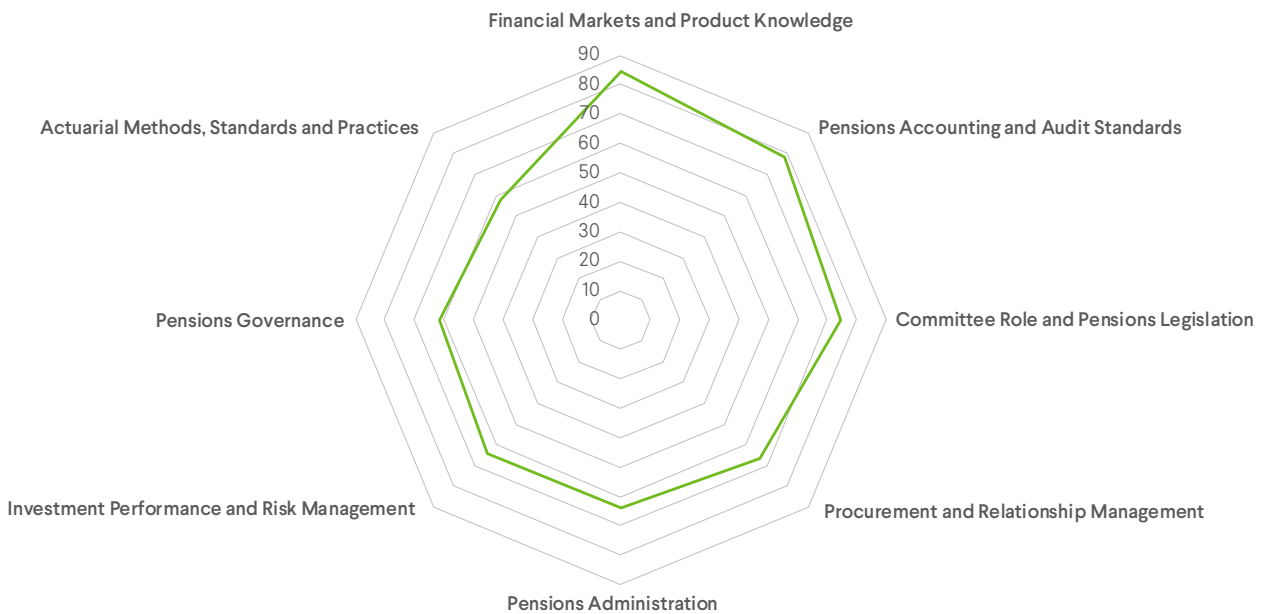 Financial Markets and Product Knowledge
90
80
70
60
50
40
30
20
10
0
Actuarial Methods, Standards and Practices
Pensions Accounting and Audit Standards
Pensions Governance
Committee Role and Pensions Legislation
Investment Performance and Risk Management
Procurement and Relationship Management
Pensions Administration